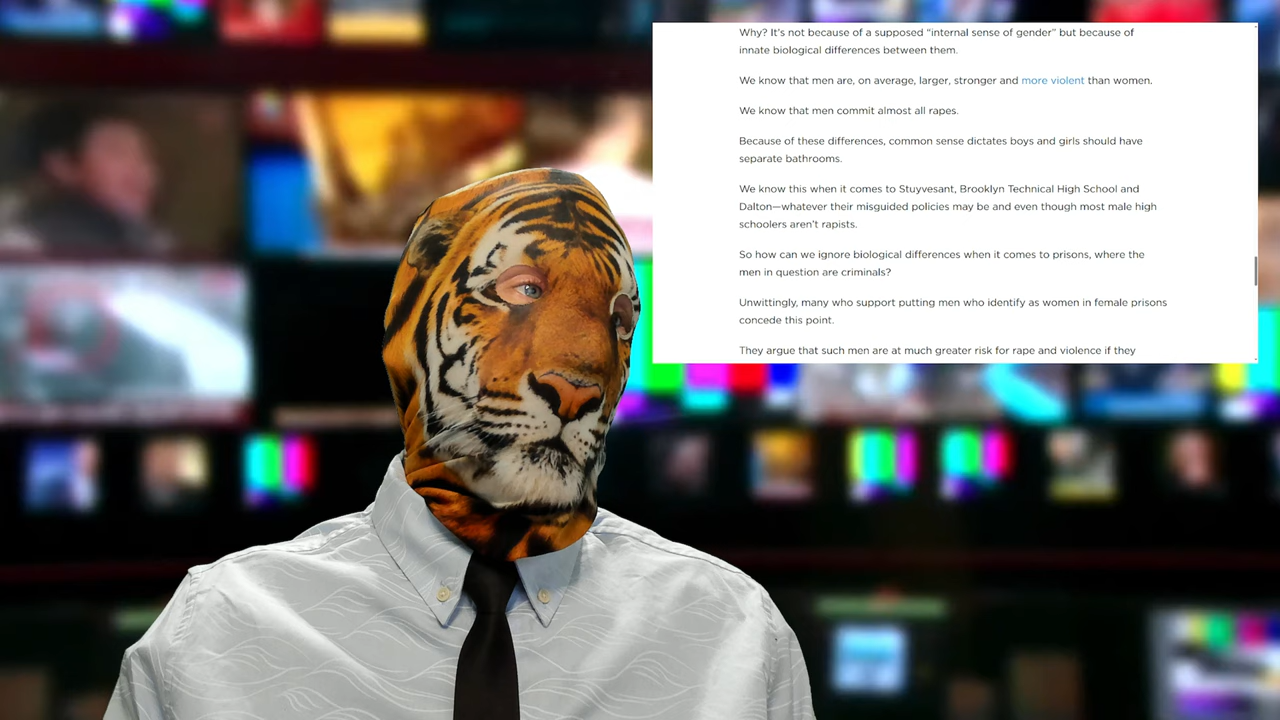 Why? It’s not because of a supposed “internal sense of gender” but because of
innate biological differences between them.
We know that men are, on average, larger, stronger and more violent than women.
We know that men commit almost all rapes.
Because of these differences, common sense dictates boys and girls should have
separate bathrooms.
We know this when it comes to Stuyvesant, Brooklyn Technical High School and
Dalton—whatever their misguided policies may be and even though most male high
schoolers aren’t rapists.
So how can we ignore biological differences when it comes to prisons, where the
men in question are criminals?
Unwittingly, many who support putting men who identify as women in female prisons
concede this point.
They argue that such men are at much greater risk for rape and violence if they